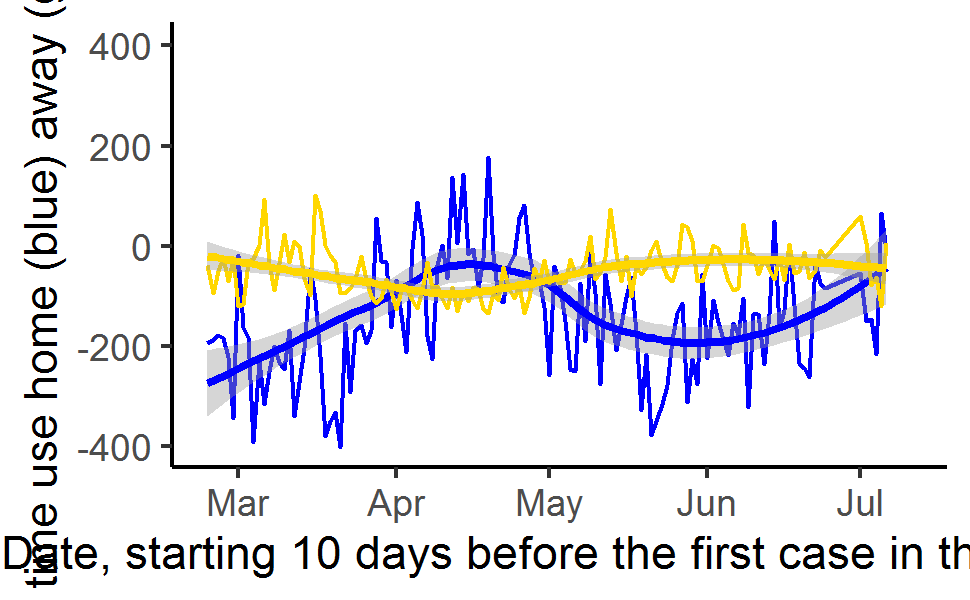 time use home (blue) away (
400
200
0
-200
-400
Mar Apr May Jun Jul
Date, starting 10 days before the first case in th